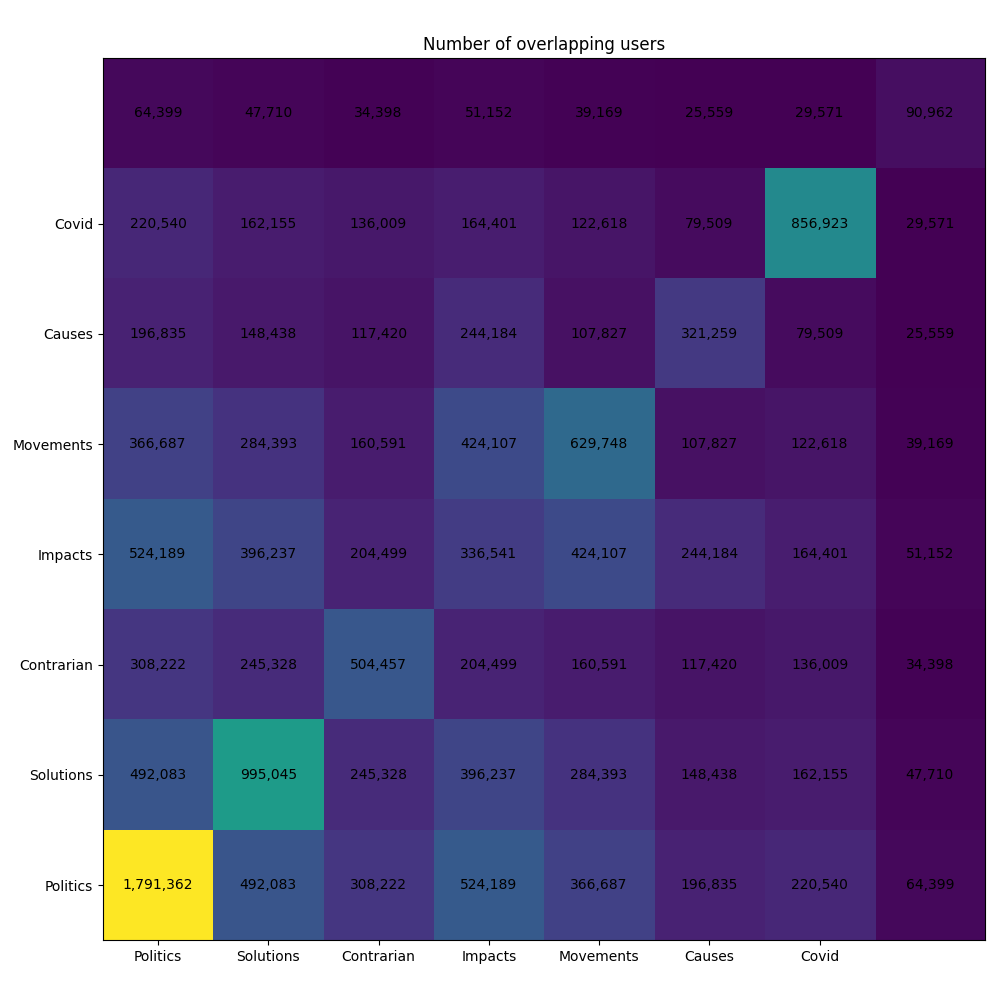 Number of overlapping users
64,399 47,710 34,398 51,152 39,169 25,559 29,571 90,962
Covid 220,540 162,155 136,009 164,401 122,618 79,509 856,923 29,571
Causes 196,835 148,438 117,420 244,184 107,827 321,259 79,509 25,559
Movements 366,687 284,393 160,591 424,107 629,748 107,827 122,618 39,169
Impacts 524,189 396,237 204,499 336,541 424,107 244,184 164,401 51,152
Contrarian 308,222 245,328 504,457 204,499 160,591 117,420 136,009 34,398
Solutions 492,083 995,045 245,328 396,237 284,393 148,438 162,155 47,710
Politics 1,791,362 492,083 308,222 524,189 366,687 196,835 220,540 64,399
Politics Solutions Contrarian Impacts Movements Causes Covid